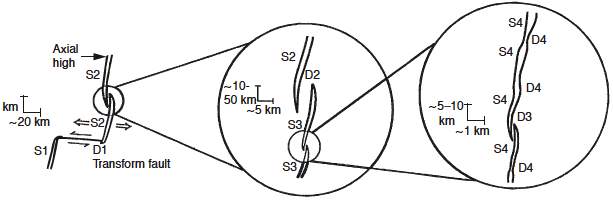 Axial
high
S2
km
~20 km
S2
S1
D1
Transform fault
S2
D2
~10-
50 km
~5 km
S3
S3
S4
D4
S4
D4
S4
~5–10
km
~1 km
D3
S4
D4